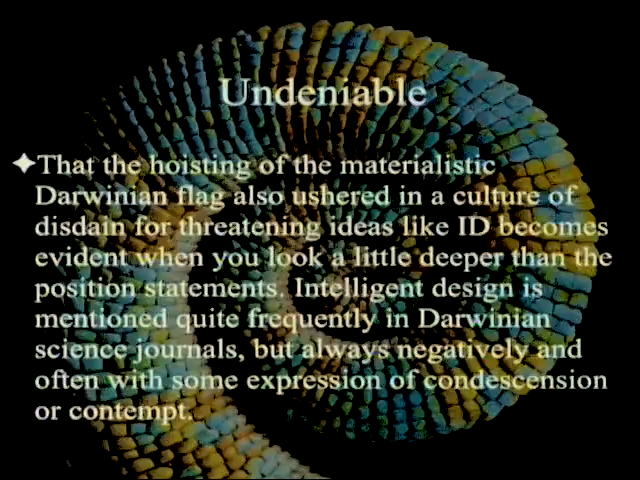 Undeniable
That the hoisting of the materialistic
Darwinian flag also ushered in a culture of
disdain for threatening ideas like ID becomes
evident when you look a little deeper than the
position statements. Intelligent design is
mentioned quite frequently in Darwinian
science journals, but always negatively and
often with some expression of condescension
or contempt.